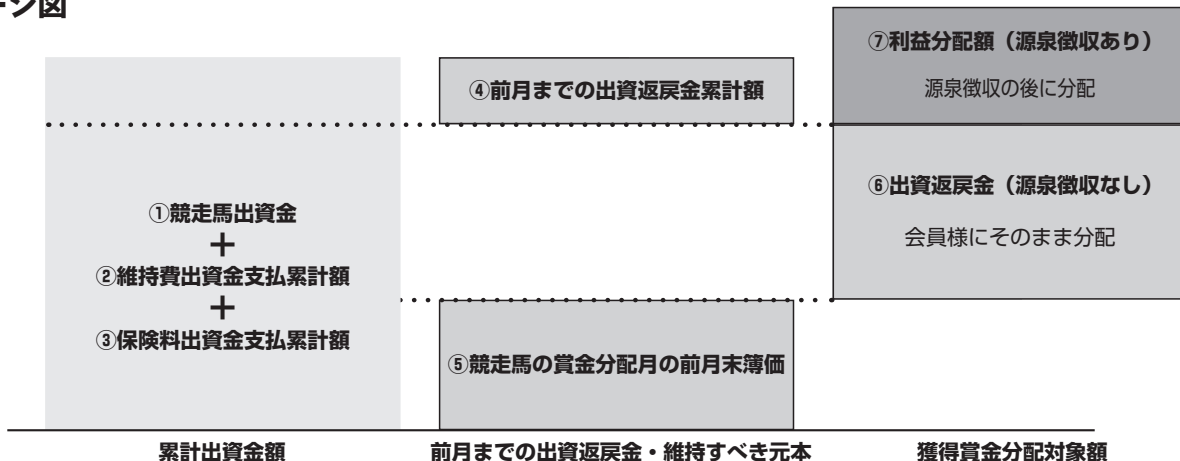 ージ図
⑦利益分配額（源泉徴収あり）
源泉徴収の後に分配
④前月までの出資返戻金累計額
⑥出資返戻金（源泉徴収なし）
会員様にそのまま分配
①競走馬出資金
＋
②維持費出資金支払累計額
＋
③保険料出資金支払累計額
⑤競走馬の賞金分配月の前月末簿価
累計出資金額
前月までの出資返戻金・維持すべき元本
獲得賞金分配対象額